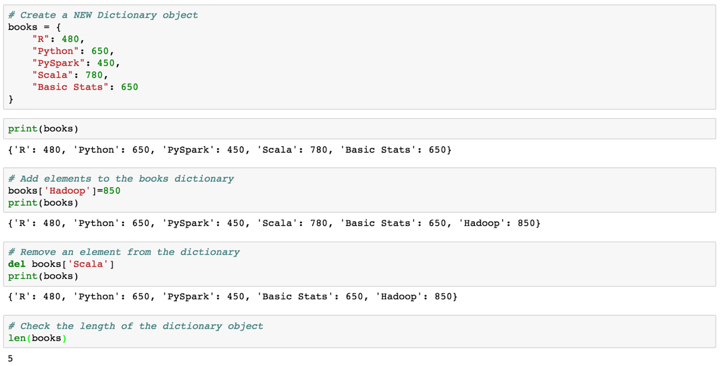 # Create a NEW Dictionary object
books = {
    "R": 480,
    "Python": 650,
    "PySpark": 450,
    "Scala": 780,
    "Basic Stats": 650
}
print(books)
{'R': 480, 'Python': 650, 'PySpark': 450, 'Scala': 780, 'Basic Stats': 650}
# Add elements to the books dictionary
books['Hadoop']=850
print(books)
{'R': 480, 'Python': 650, 'PySpark': 450, 'Scala': 780, 'Basic Stats': 650, 'Hadoop': 850}
# Remove an element from the dictionary
del books['Scala']
print(books)
{'R': 480, 'Python': 650, 'PySpark': 450, 'Basic Stats': 650, 'Hadoop': 850}
# Check the length of the dictionary object
len(books)
5